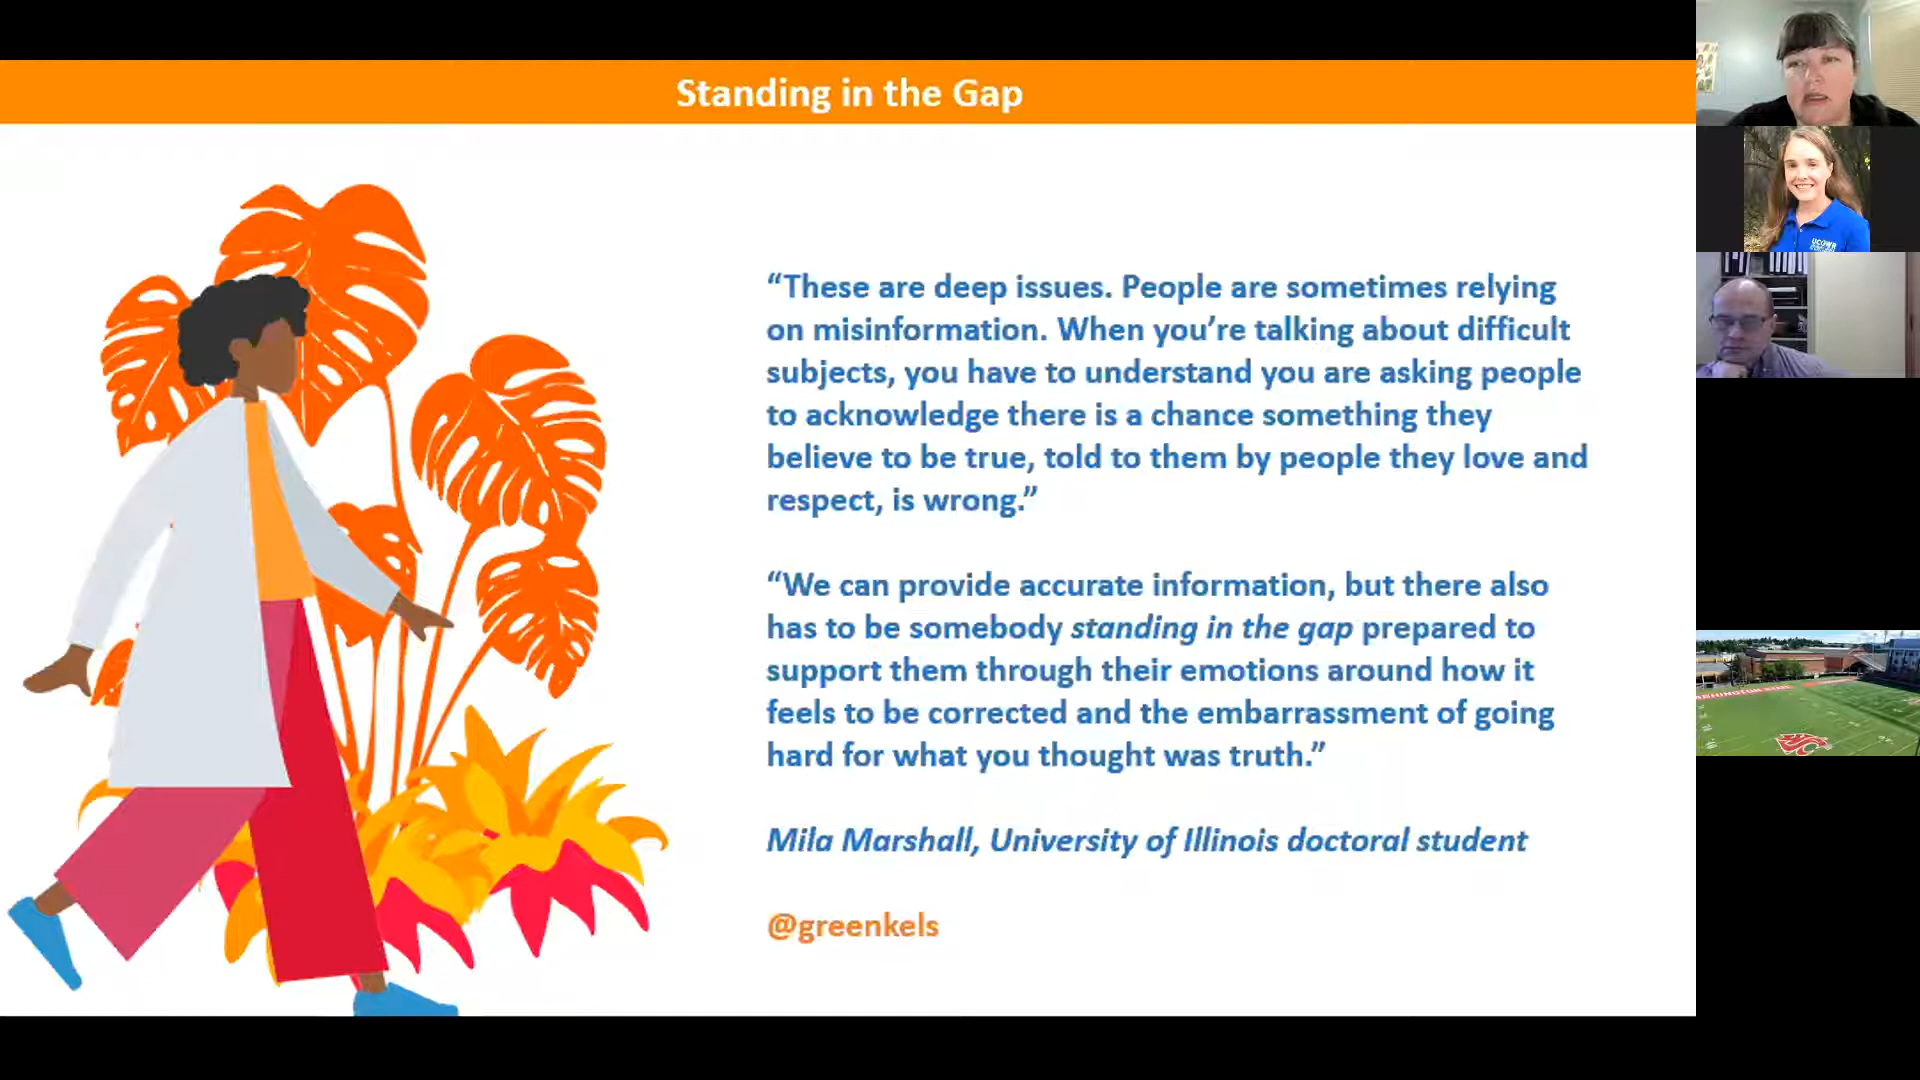 Standing in the Gap
“These are deep issues. People are sometimes relying
on misinformation. When you’re talking about difficult
subjects, you have to understand you are asking people
to acknowledge there is a chance something they
believe to be true, told to them by people they love and
respect, is wrong.”
“We can provide accurate information, but there also
has to be somebody standing in the gap prepared to
support them through their emotions around how it
feels to be corrected and the embarrassment of going
hard for what you thought was truth.”
Mila Marshall, University of Illinois doctoral student
@greenkels
UCOWR